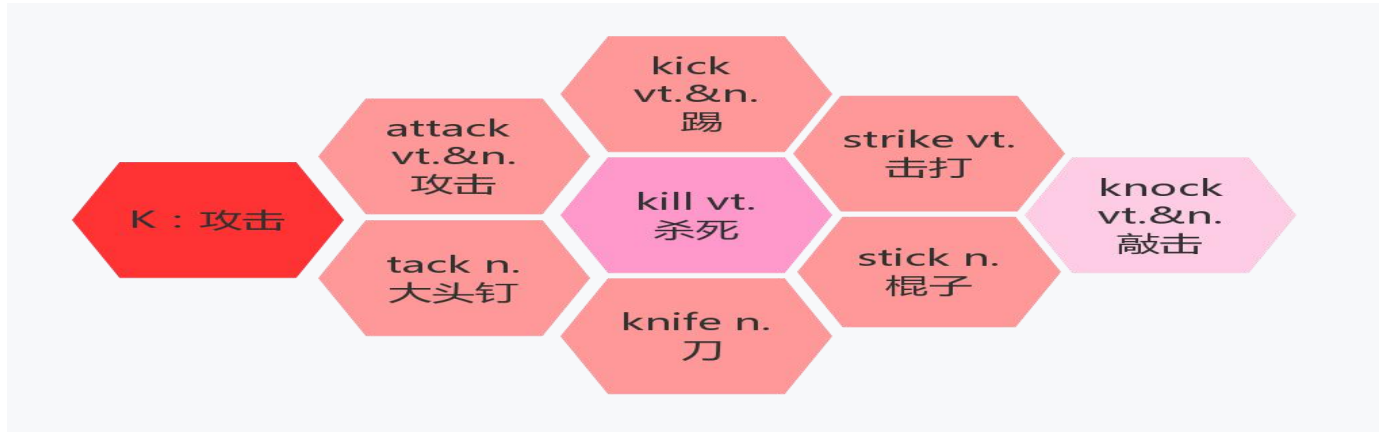 K：攻击
attack
vt.&n.
攻击
tack n.
大头钉
kick
vt.&n.
踢
kill vt.
杀死
knife n.
刀
strike vt.
击打
stick n.
棍子
knock
vt.&n.
敲击